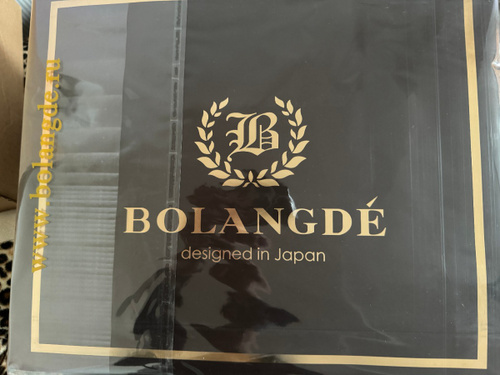 www.bolangde.ru
B
BOLANGDÉ
designed in Japan